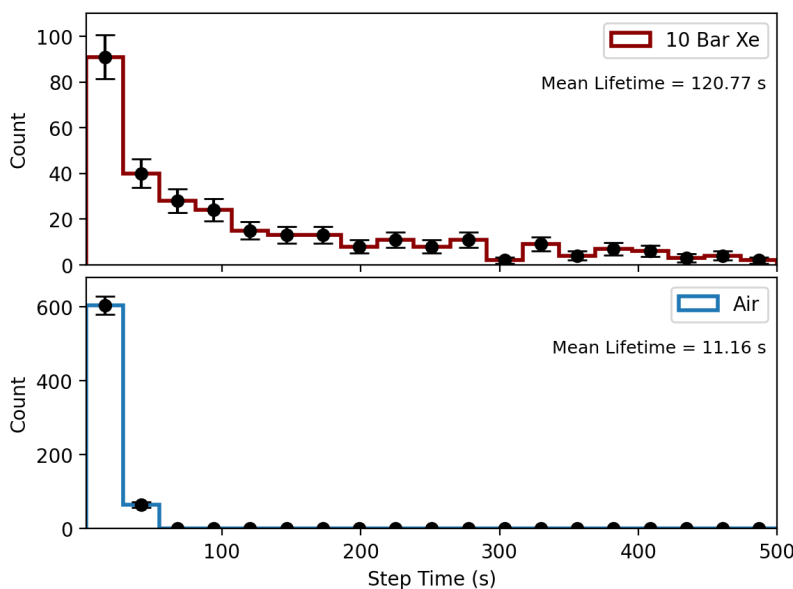 10 Bar Xe
Mean Lifetime = 120.77 s
Count
100
80
60
40
20
0
Air
Mean Lifetime = 11.16 s
Count
600
400
200
0
100
200
300
400
500
Step Time (s)